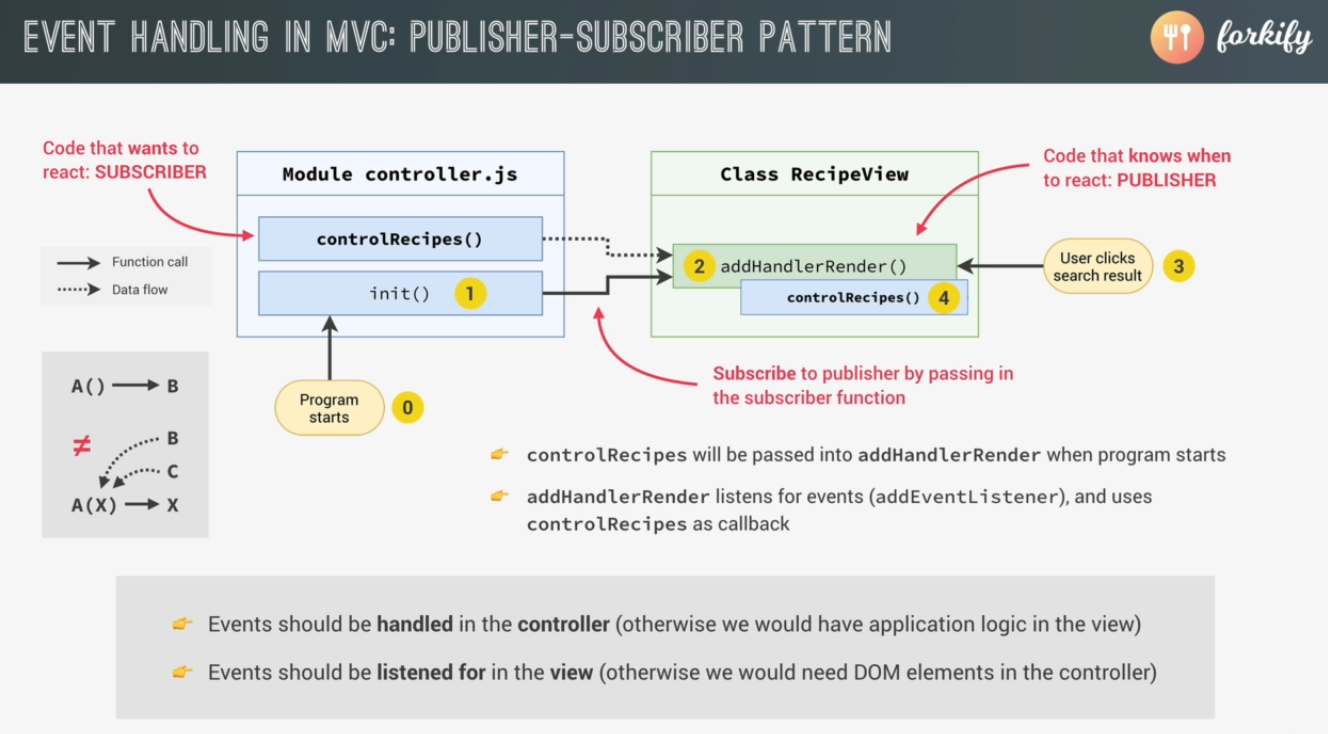 EVENT HANDLING IN MVC: PUBLISHER-SUBSCRIBER PATTERN
forkify
Code that wants to
react: SUBSCRIBER
Module controller.js
controlRecipes()
init() 1
Function call
Data flow
Program
starts
0
A() B
≠
B
C
A(X) X
Class RecipeView
2 addHandlerRender()
controlRecipes() 4
Code that knows when
to react: PUBLISHER
User clicks
search result
3
Subscribe to publisher by passing in
the subscriber function
👉 controlRecipes will be passed into addHandlerRender when program starts
👉 addHandlerRender listens for events (addEventListener), and uses
controlRecipes as callback
👉 Events should be handled in the controller (otherwise we would have application logic in the view)
👉 Events should be listened for in the view (otherwise we would need DOM elements in the controller)